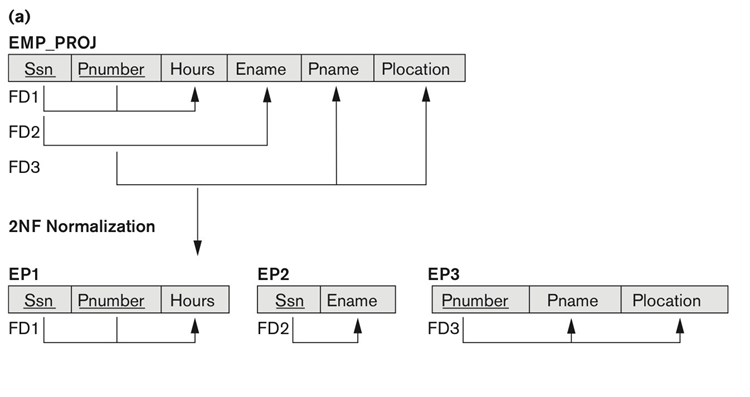 (a)
EMP_PROJ
Ssn Pnumber Hours Ename Pname Plocation
FD1
FD2
FD3
2NF Normalization
EP1 EP2 EP3
Ssn Pnumber Hours Ssn Ename Pnumber Pname Plocation
FD1 FD2 FD3